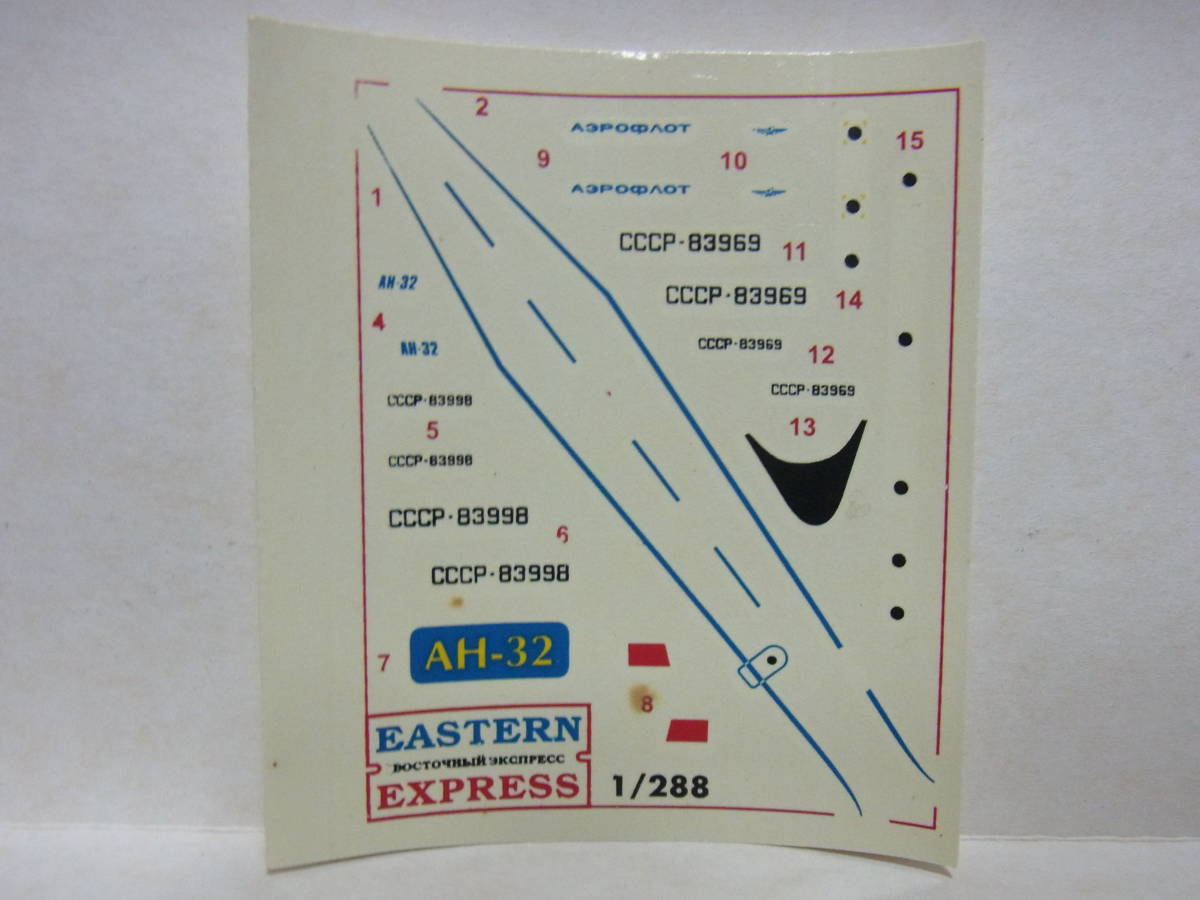 2
АЭРОФЛОТ
15
9
10
1
АЭРОФЛОТ
СССР-83969
11
АН-32
СССР-83969
14
4
АН-32
СССР-83969
12
СССР-83998
СССР-83969
5
13
СССР-83998
СССР-83998
6
СССР-83998
7
АН-32
8
EASTERN
ВОСТОЧНЫЙ ЭКСПРЕСС
EXPRESS
1/288